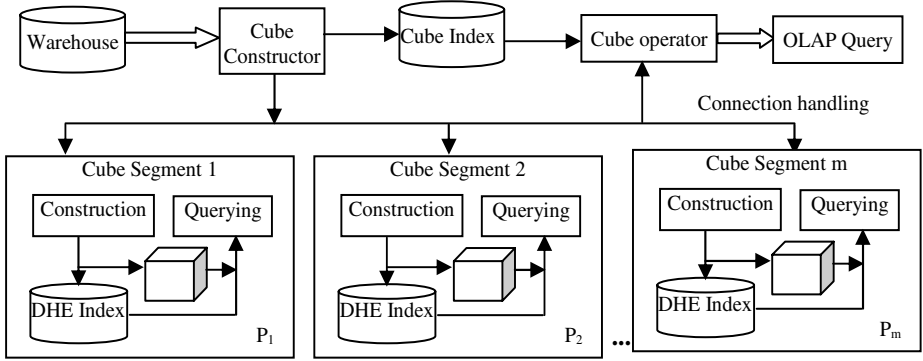 Warehouse
Cube
Constructor
Cube Index
Cube operator
OLAP Query
Connection handling
Cube Segment 1
Construction
Querying
DHE Index
P1
Cube Segment 2
Construction
Querying
DHE Index
P2
...
Cube Segment m
Construction
Querying
DHE Index
Pm